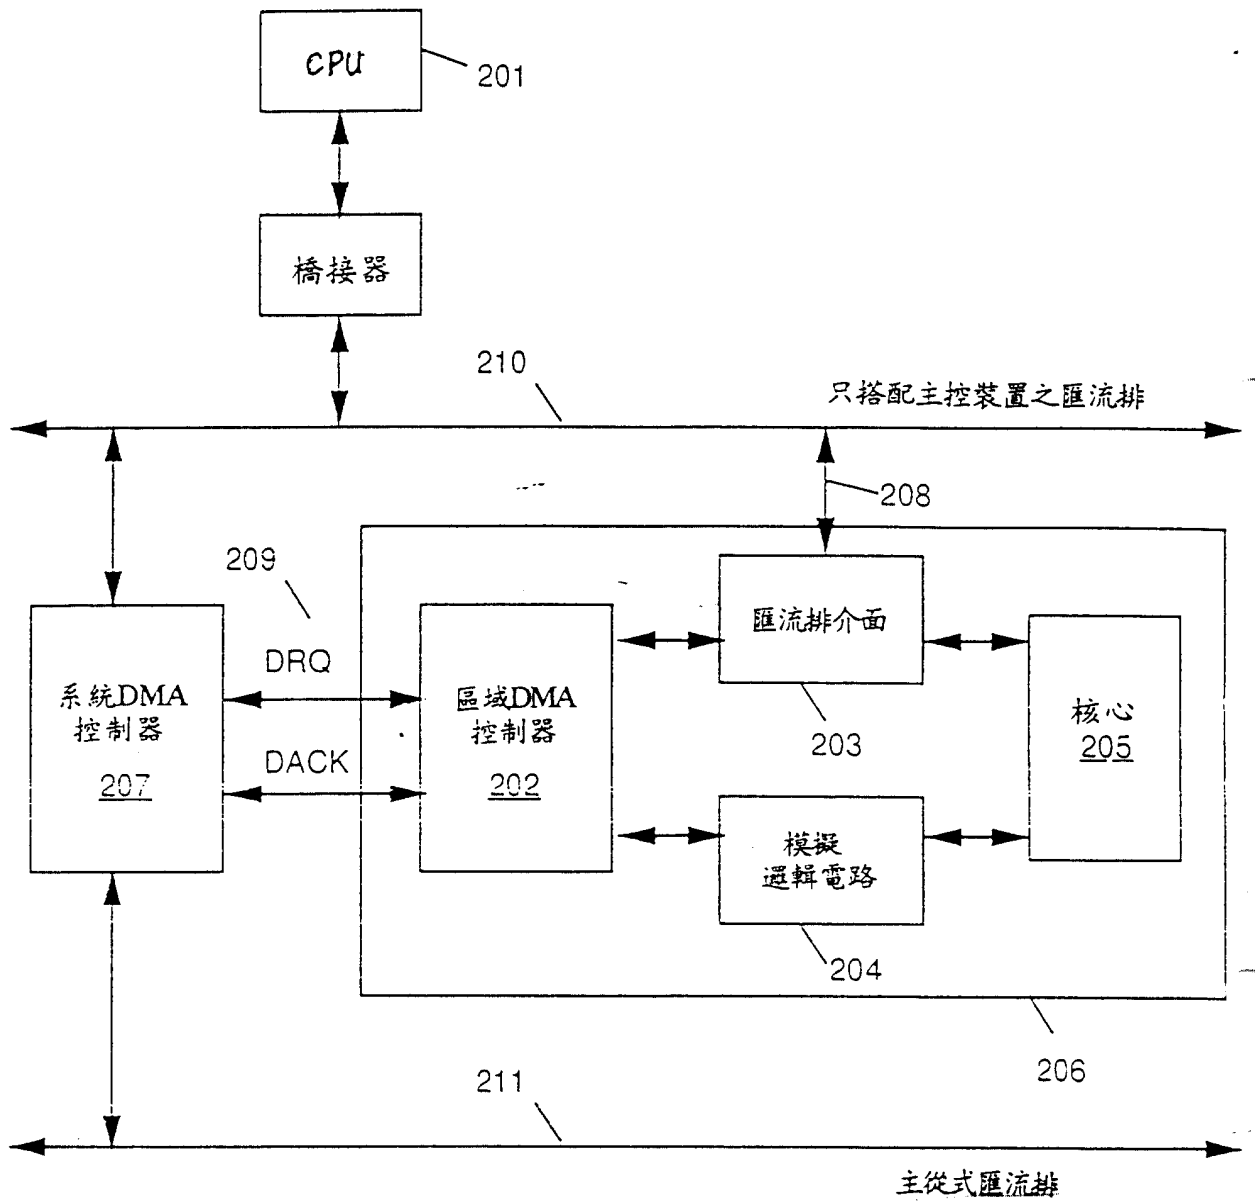 CPU
201
橋接器
210
只搭配主控裝置之匯流排
208
209
匯流排介面
DRQ
系統DMA
控制器
207
區域DMA
控制器
202
203
核心
205
DACK
模擬
邏輯電路
204
206
211
主從式匯流排